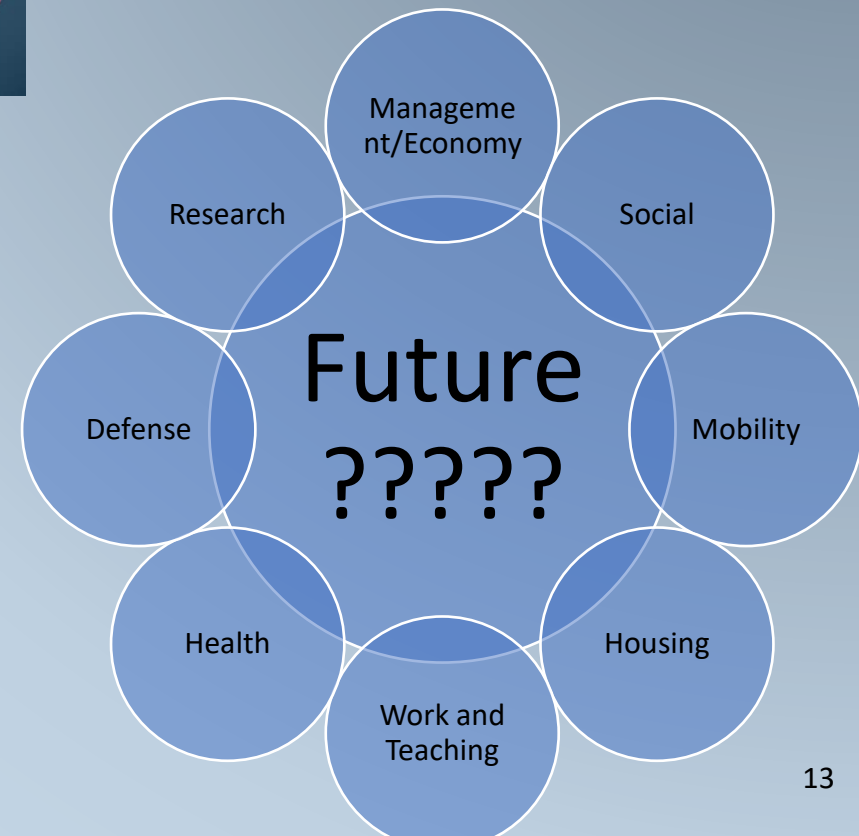 Manageme
nt/Economy
Research
Social
Future
?????
Defense
Mobility
Health
Housing
Work and
Teaching
13